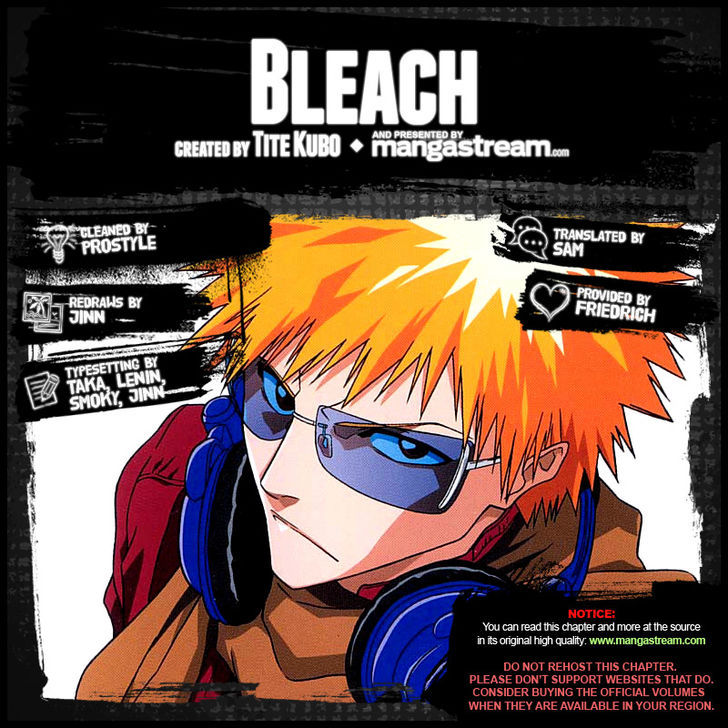 BLEACH
CREATED BY TITE KUBO ◆ AND PRESENTED BY mangastream.com
CLEANED BY
PROSTYLE
REDRAWS BY
JINN
TYPESETTING BY
TAKA, LENIN,
SMOKY, JINN
TRANSLATED BY
SAM
PROVIDED BY
FRIEDRICH
NOTICE:
You can read this chapter and more at the source
in its original high quality: www.mangastream.com
DO NOT REHOST THIS CHAPTER.
PLEASE DON'T SUPPORT WEBSITES THAT DO.
CONSIDER BUYING THE OFFICIAL VOLUMES
WHEN THEY ARE AVAILABLE IN YOUR REGION.